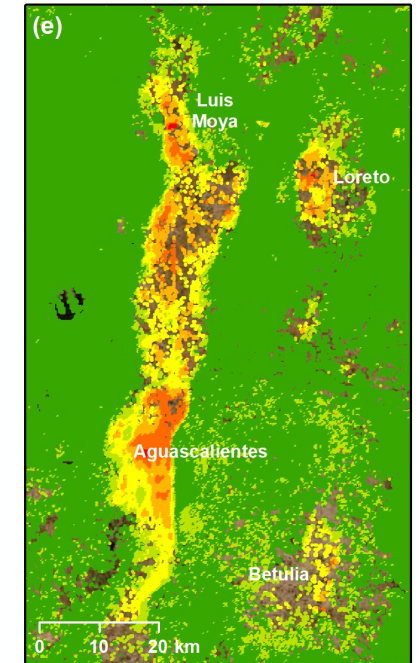 (e)
Luis
Moya
Loreto
Aguascalientes
Betulia
0 10 20 km